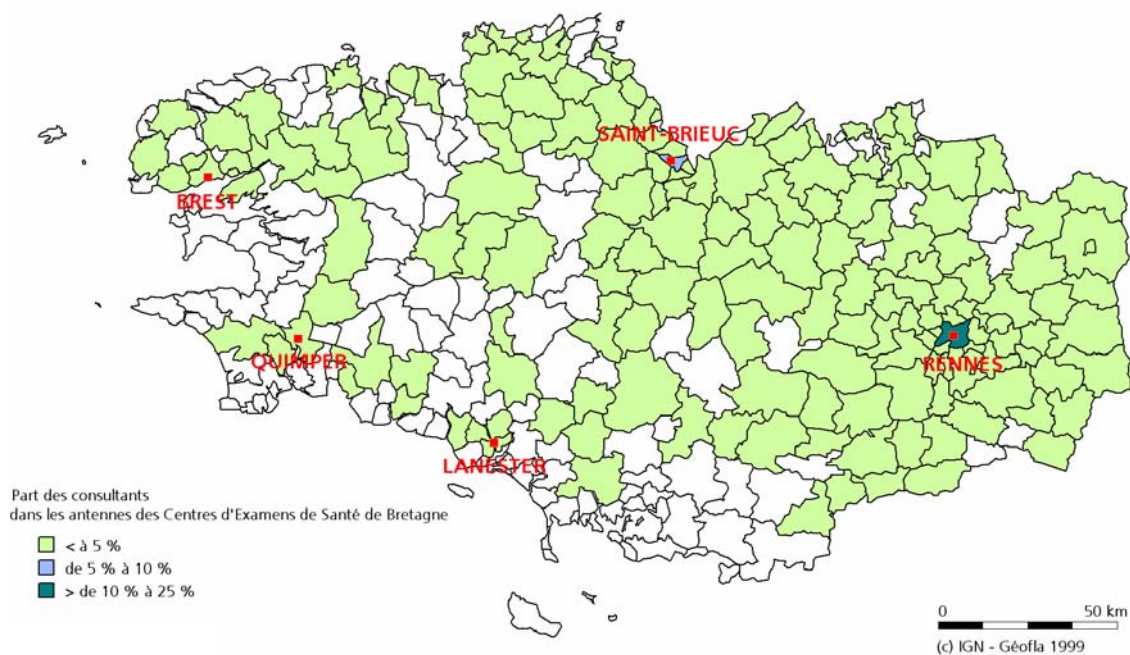 SAINT-BRIEUC
BREST
QUIMPER
RENNES
LANESTER
Part des consultants
dans les antennes des Centres d'Examens de Santé de Bretagne
< à 5 %
de 5 % à 10 %
> de 10 % à 25 %
0 50 km
(c) IGN - Géofla 1999